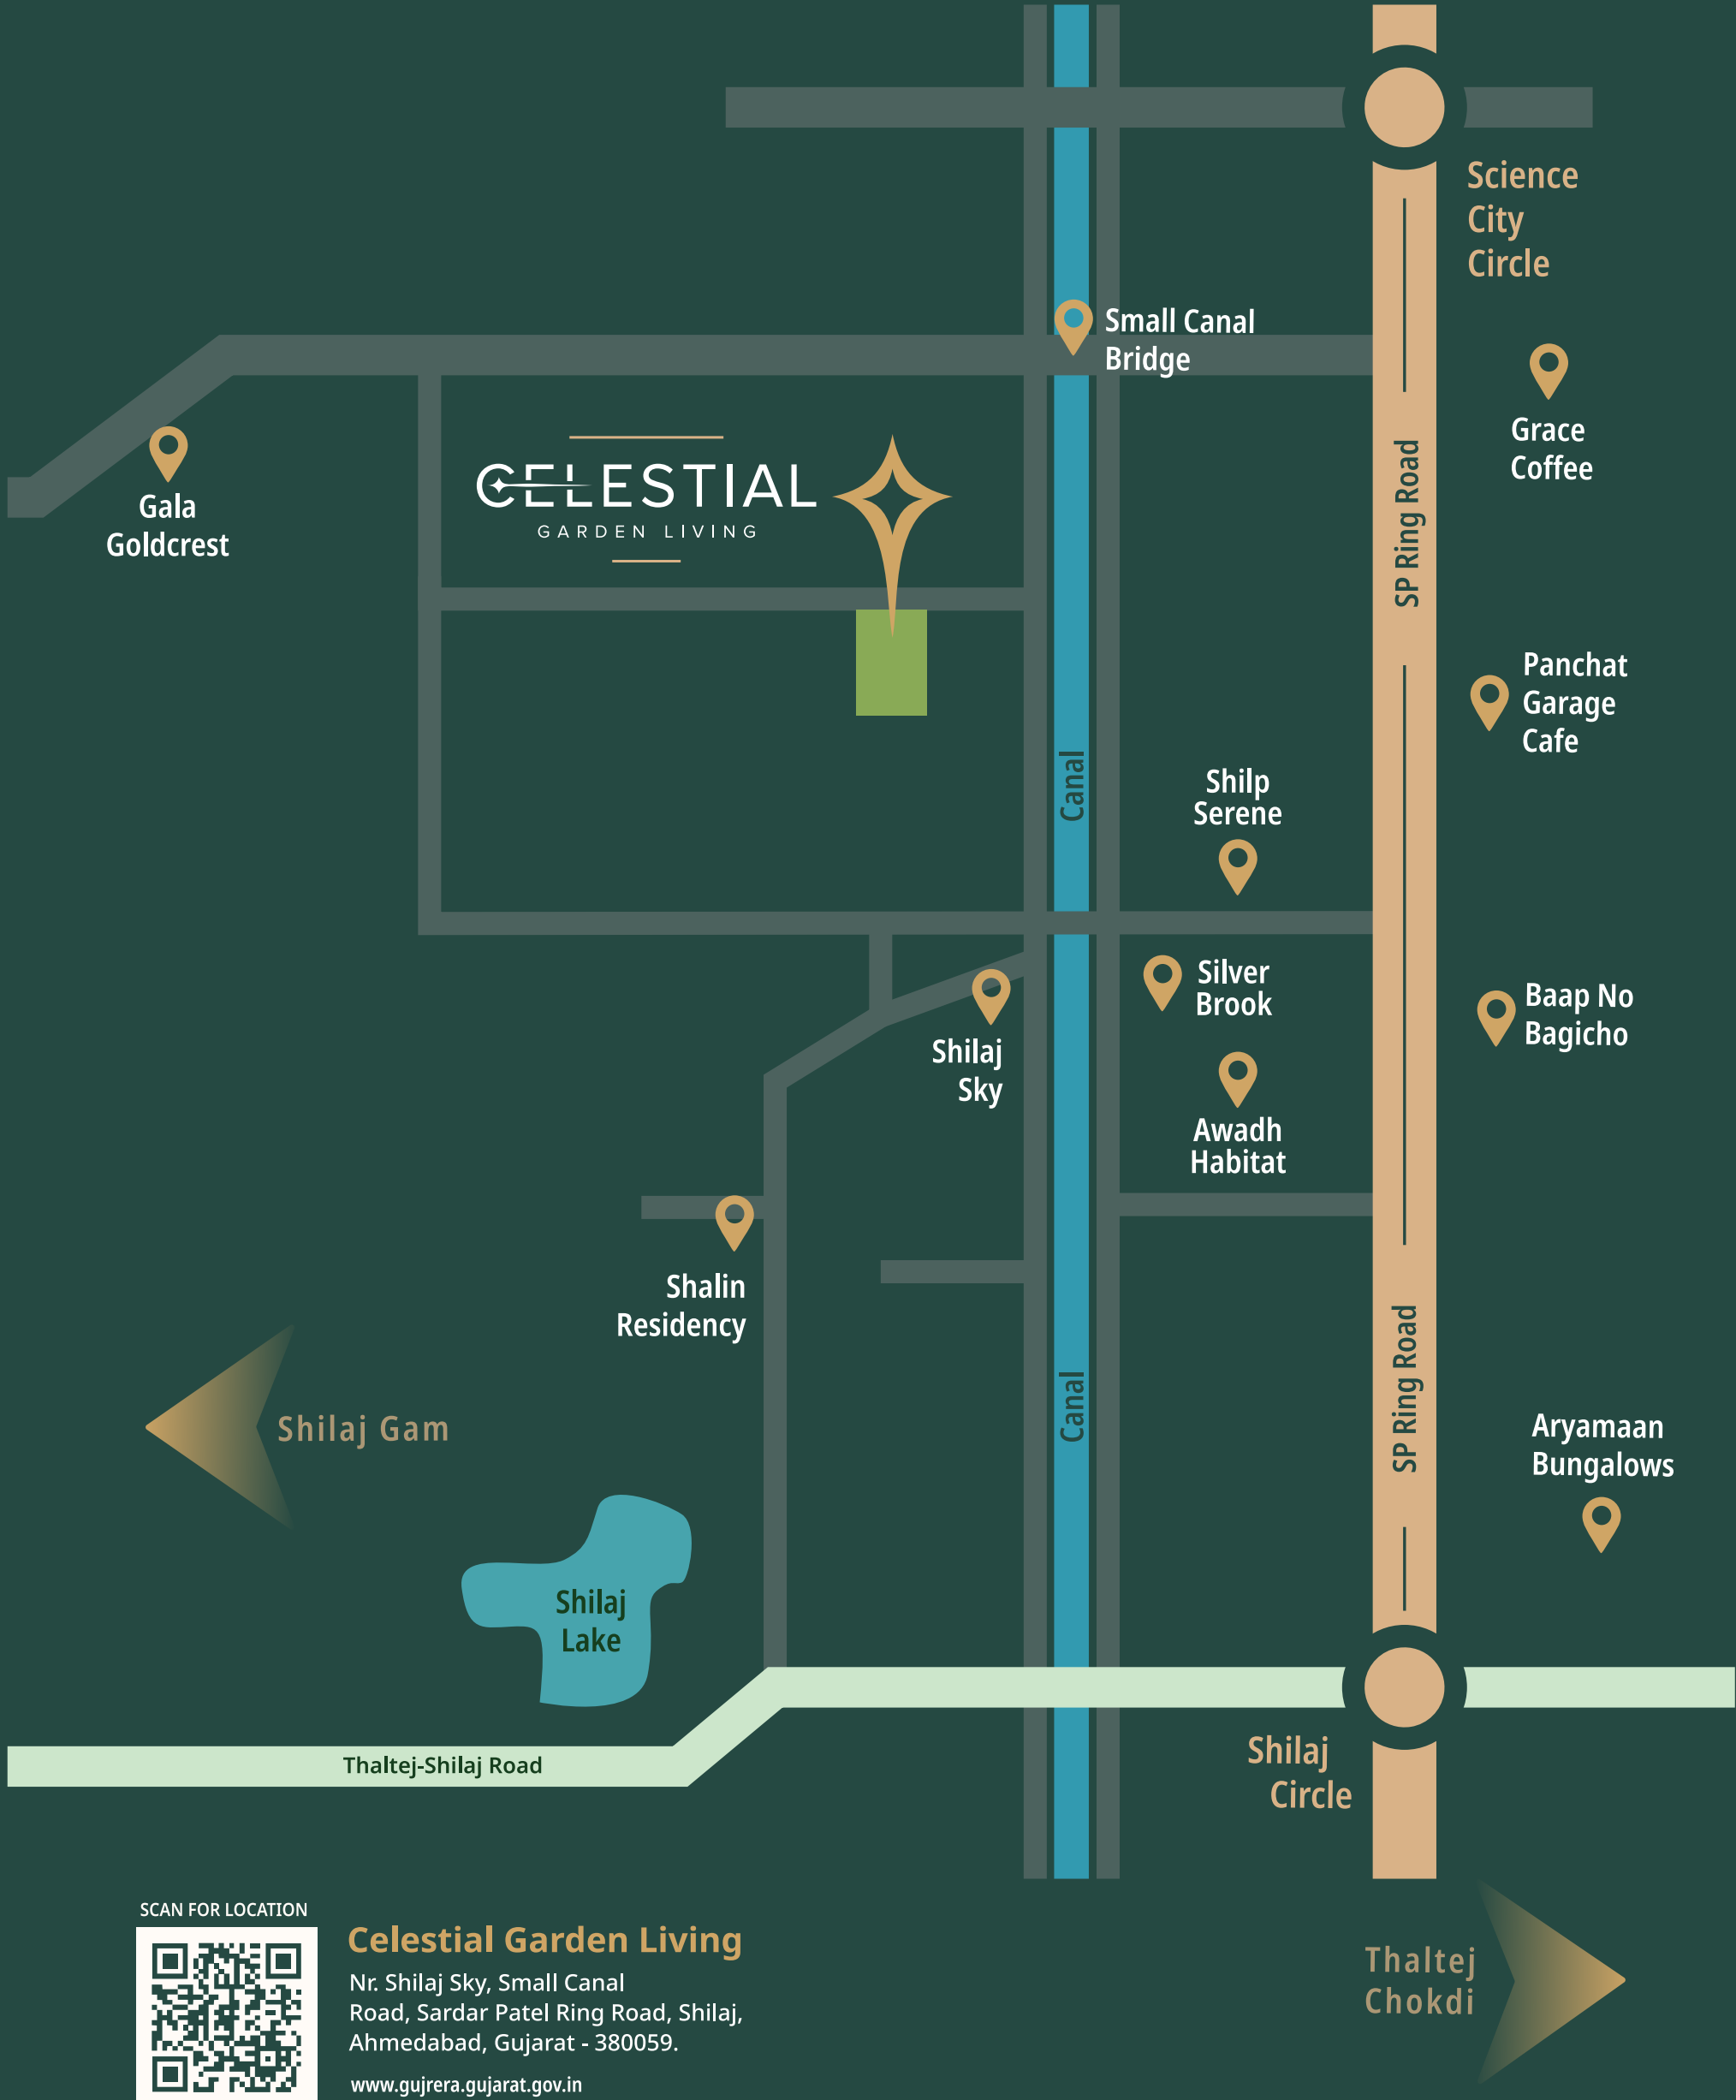 Science
City
Circle
Small Canal
Bridge
Grace
Coffee
Gala
Goldcrest
CELESTIAL
GARDEN LIVING
SP Ring Road
Panchat
Garage
Cafe
Canal
Shilp
Serene
Silver
Brook
Baap No
Bagicho
Shilaj
Sky
Awadh
Habitat
Shalin
Residency
SP Ring Road
Canal
Shilaj Gam
Aryamaan
Bungalows
Shilaj
Lake
Thaltej-Shilaj Road
Shilaj
Circle
SCAN FOR LOCATION
Celestial Garden Living
Nr. Shilaj Sky, Small Canal
Road, Sardar Patel Ring Road, Shilaj,
Ahmedabad, Gujarat - 380059.
www.gujrera.gujarat.gov.in
Thaltej
Chokdi